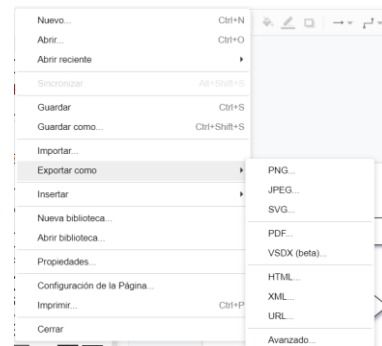 Nuevo... Ctrl+N
Abrir... Ctrl+O
Abrir reciente
Sincronizar Alt+Shift+S
Guardar Ctrl+S
Guardar como... Ctrl+Shift+S
Importar...
Exportar como
Insertar
Nueva biblioteca...
Abrir biblioteca...
Propiedades...
Configuración de la Página...
Imprimir... Ctrl+P
Cerrar
PNG...
JPEG...
SVG...
PDF...
VSDX (beta)...
HTML...
XML...
URL...
Avanzado...